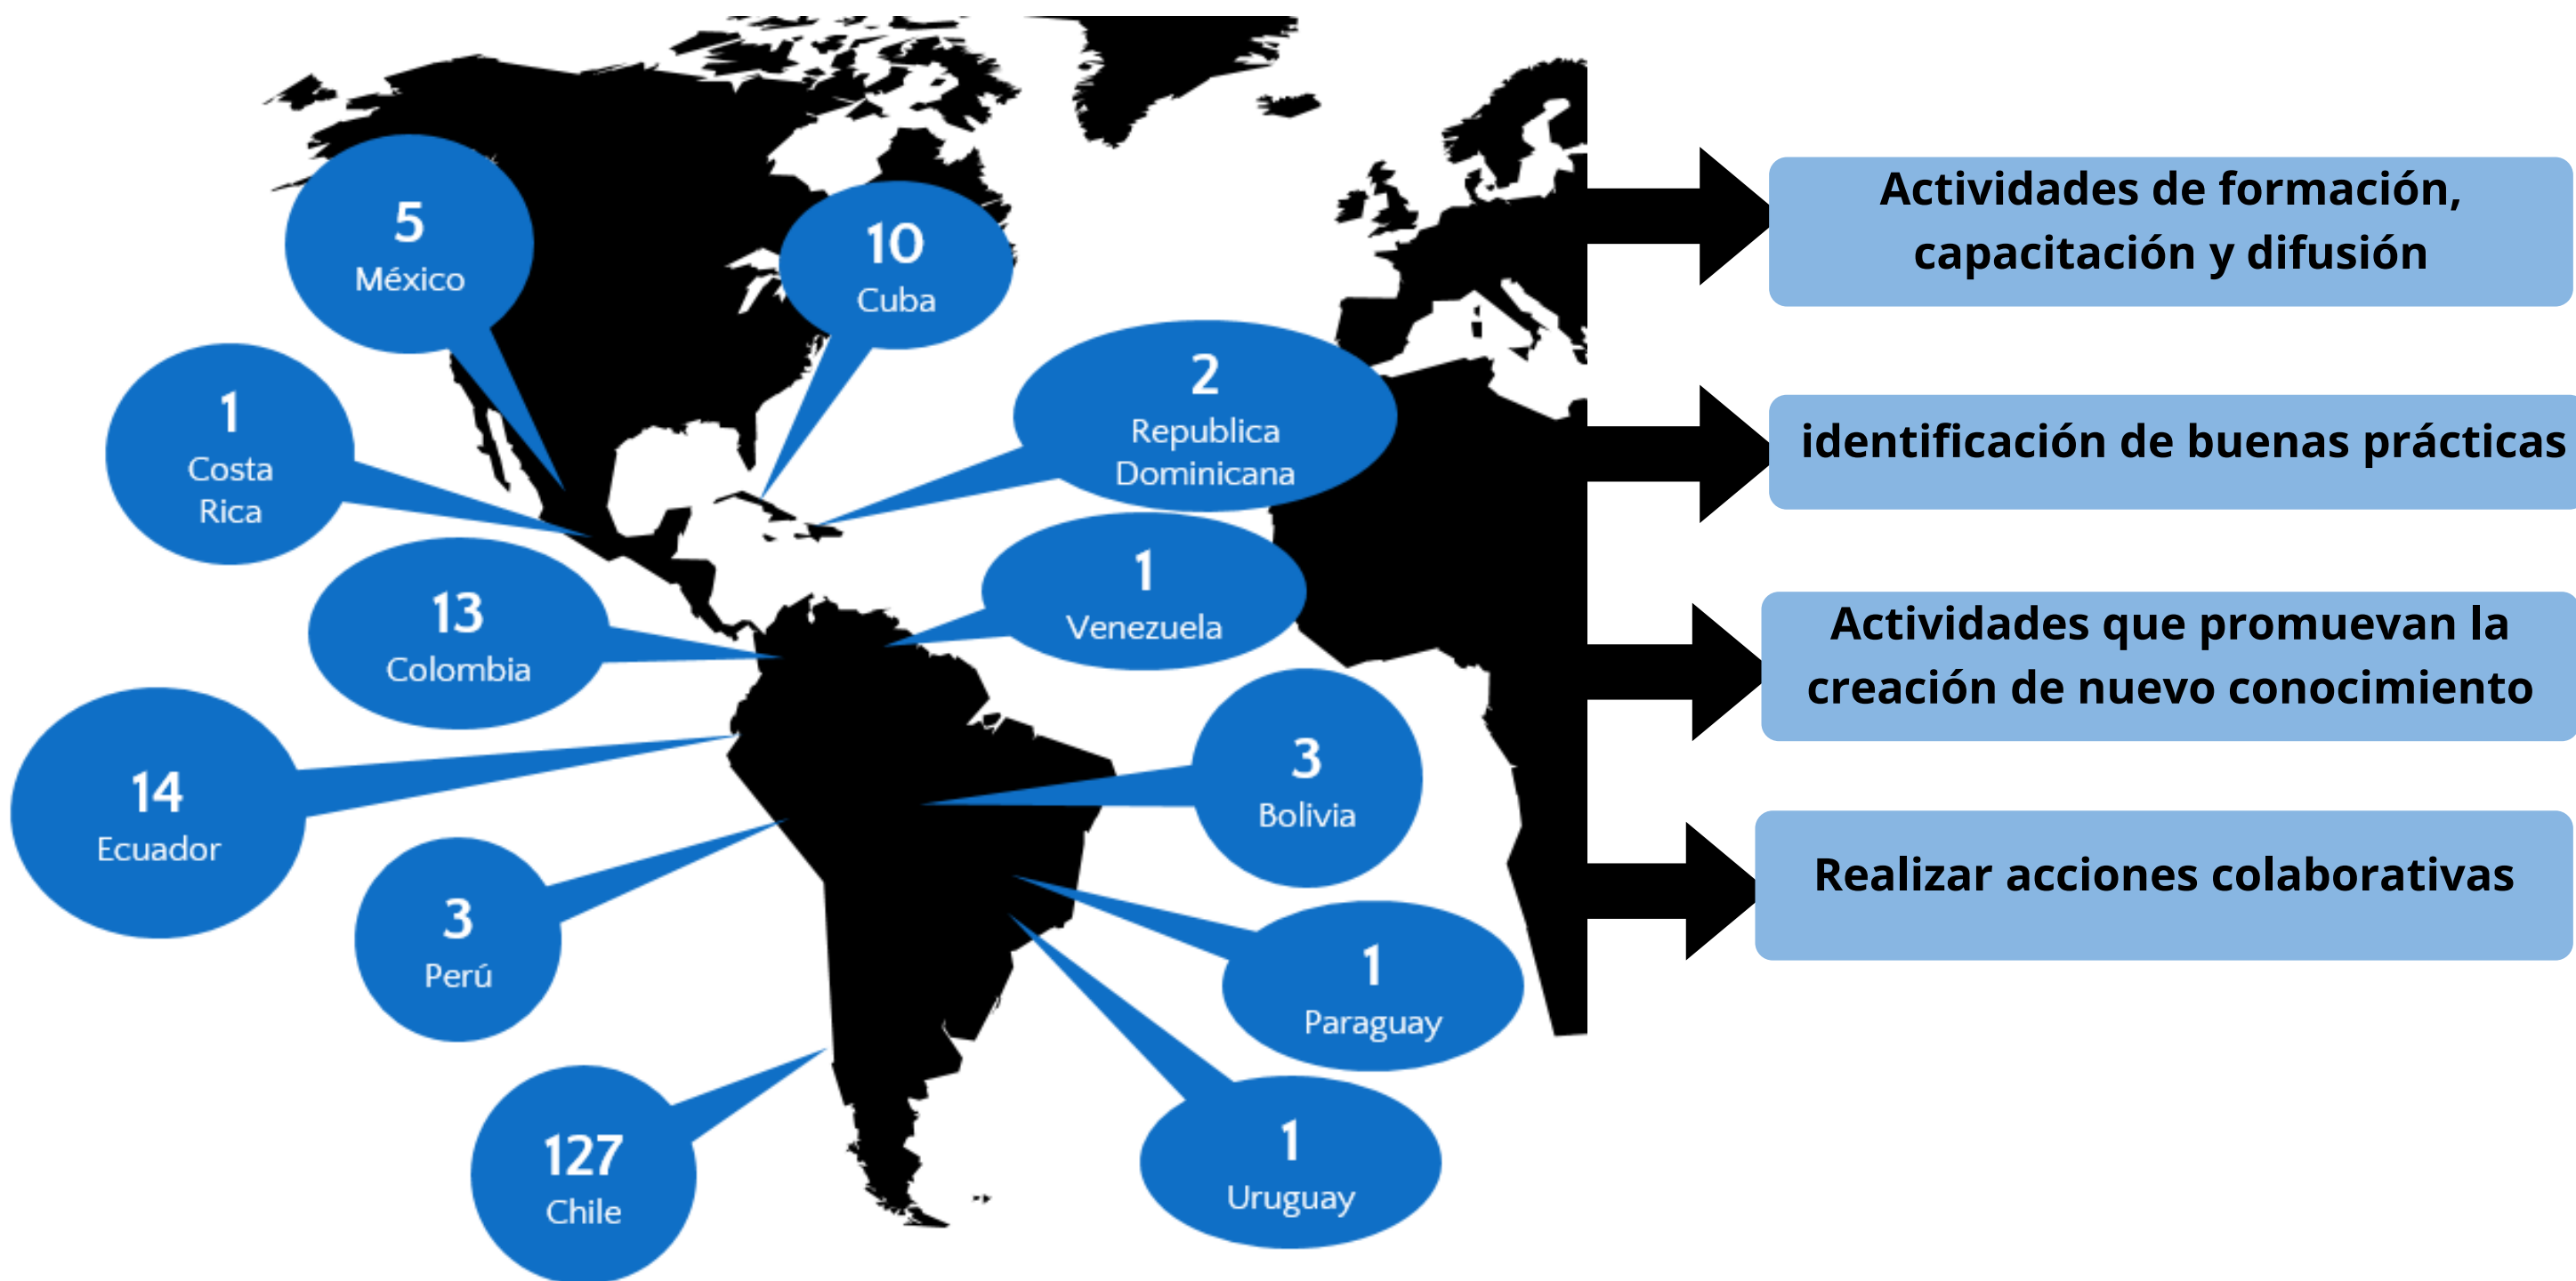 5
México
10
Cuba
1
Costa
Rica
2
Republica
Dominicana
13
Colombia
1
Venezuela
14
Ecuador
3
Bolivia
3
Perú
1
Paraguay
127
Chile
1
Uruguay
Actividades de formación,
capacitación y difusión
identificación de buenas prácticas
Actividades que promuevan la
creación de nuevo conocimiento
Realizar acciones colaborativas